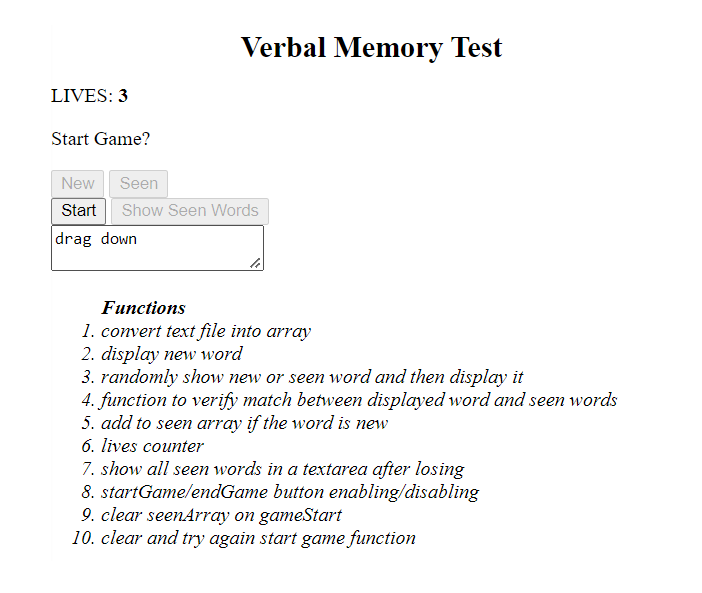 Verbal Memory Test
LIVES: 3
Start Game?
New Seen
Start Show Seen Words
drag down
Functions
1. convert text file into array
2. display new word
3. randomly show new or seen word and then display it
4. function to verify match between displayed word and seen words
5. add to seen array if the word is new
6. lives counter
7. show all seen words in a textarea after losing
8. startGame/endGame button enabling/disabling
9. clear seenArray on gameStart
10. clear and try again start game function